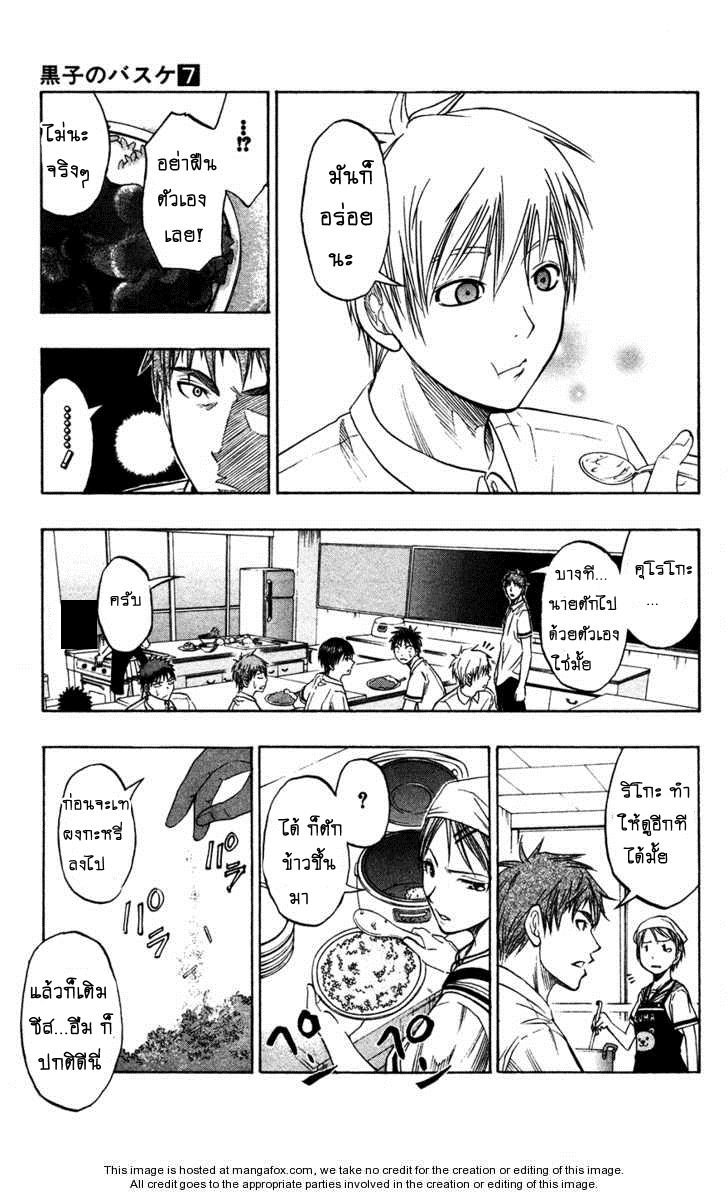 黒子のバスケ7
มันก็
อร่อย
นะ
…!?
อย่าฝืน
ตัวเอง
เลย!
ไม่นะ
จริงๆ
คุโรโกะ
...
บางที...
นายตักไป
ด้วยตัวเอง
ใช่มั้ย
ครับ
ริโกะ ทำ
ให้ดูอีกที
ได้มั้ย
?
ได้ ก็ตัก
ข้าวขึ้น
มา
ペペ
ก่อนจะเท
ผงกะหรี่
ลงไป
パラ
パラ
แล้วก็เติม
ชีส...อืม ก็
ปกติดีนี่
This image is hosted at mangafox.com, we take no credit for the creation or editing of this image.
All credit goes to the appropriate parties involved in the creation or editing of this image.